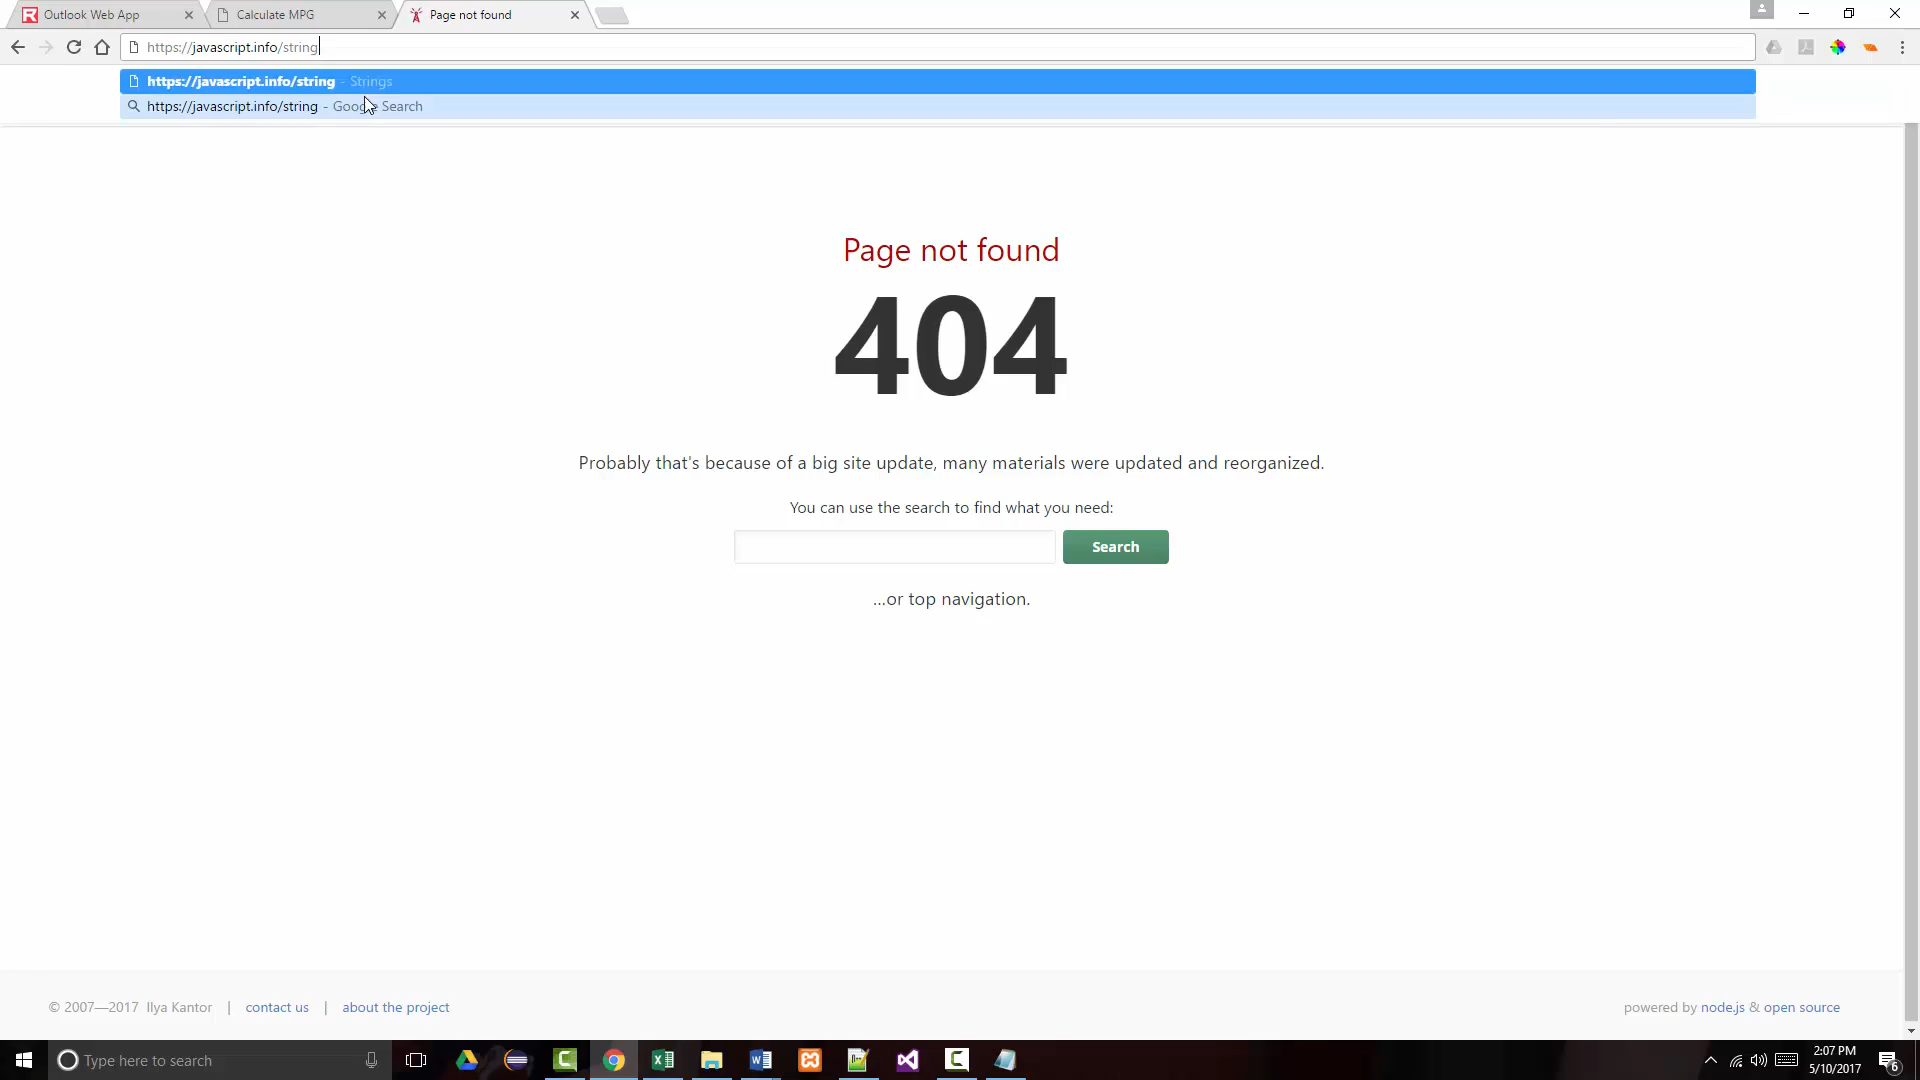 Outlook Web App
Calculate MPG
Page not found
https://javascript.info/string
https://javascript.info/string - Strings
https://javascript.info/string - Google Search
Page not found
404
Probably that's because of a big site update, many materials were updated and reorganized.
You can use the search to find what you need:
Search
...or top navigation.
© 2007—2017 Ilya Kantor | contact us | about the project
powered by node.js & open source
Type here to search
2:07 PM
5/10/2017
6